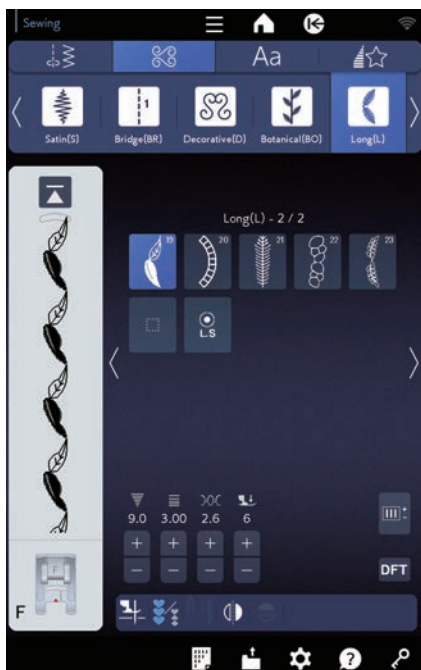 Sewing
Aa
1
Satin(S) Bridge(BR) Decorative(D) Botanical(BO) Long(L)
Long(L) - 2 / 2
19 20 21 22 23
L.S
9.0 3.00 2.6 6
+ + + +
- - - -
DFT
F
F
?